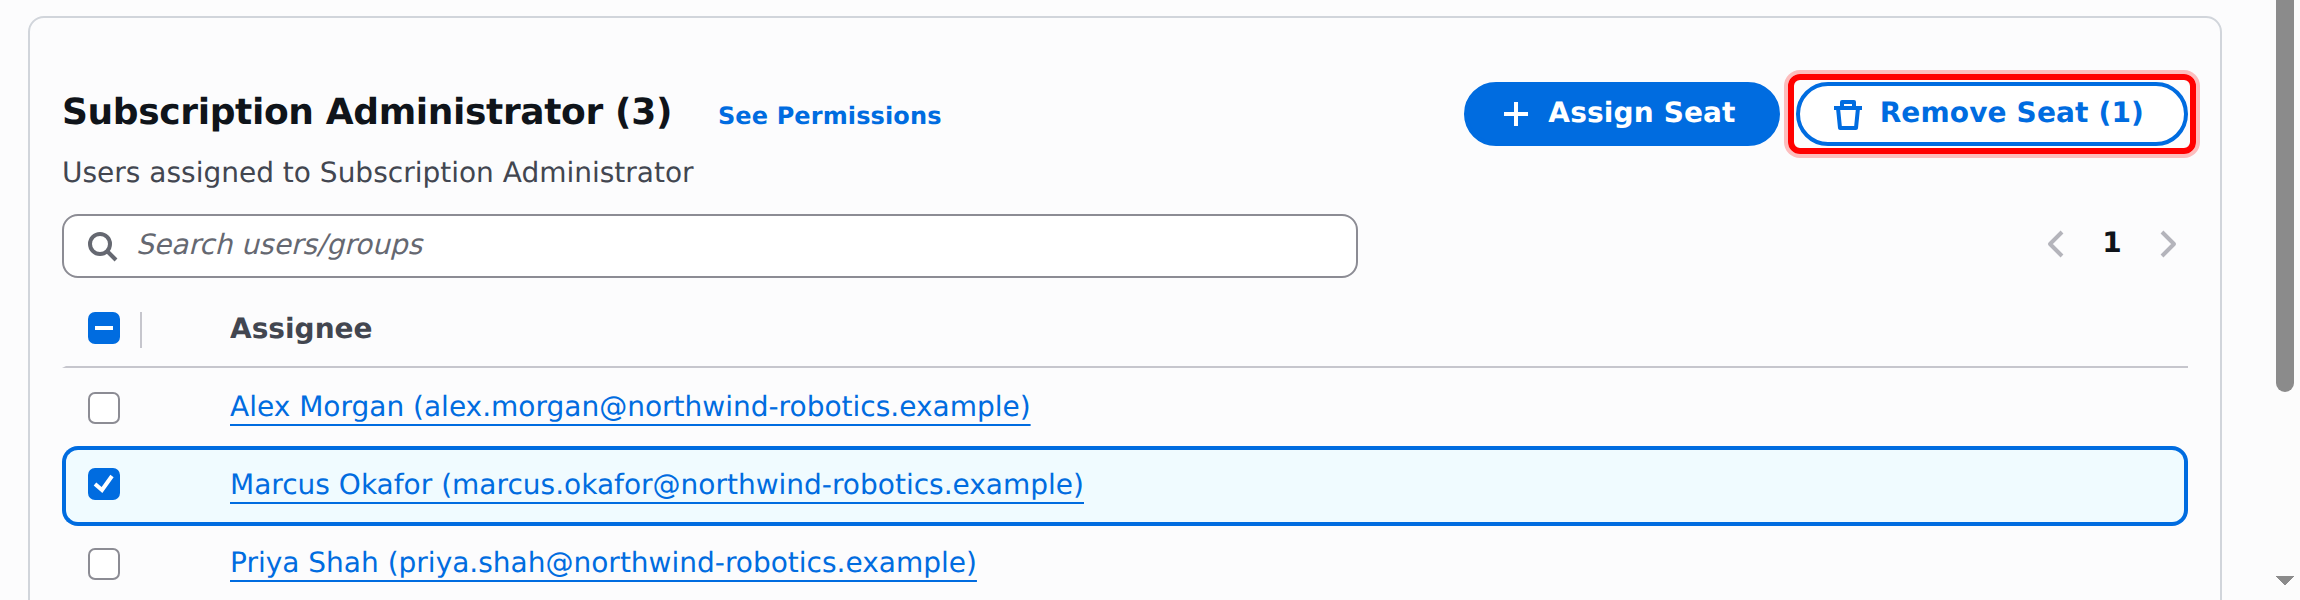 Subscription Administrator (3) See Permissions Assign Seat Remove Seat (1)
Users assigned to Subscription Administrator
Search users/groups 1
Assignee
Alex Morgan (alex.morgan@northwind-robotics.example)
Marcus Okafor (marcus.okafor@northwind-robotics.example)
Priya Shah (priya.shah@northwind-robotics.example)